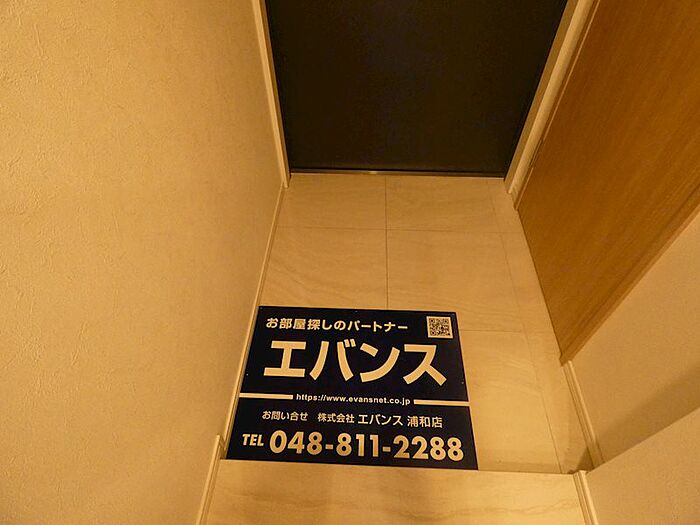 お部屋探しのパートナー
エバンス
https://www.evansnet.co.jp
お問い合せ 株式会社 エバンス 浦和店
TEL 048-811-2288